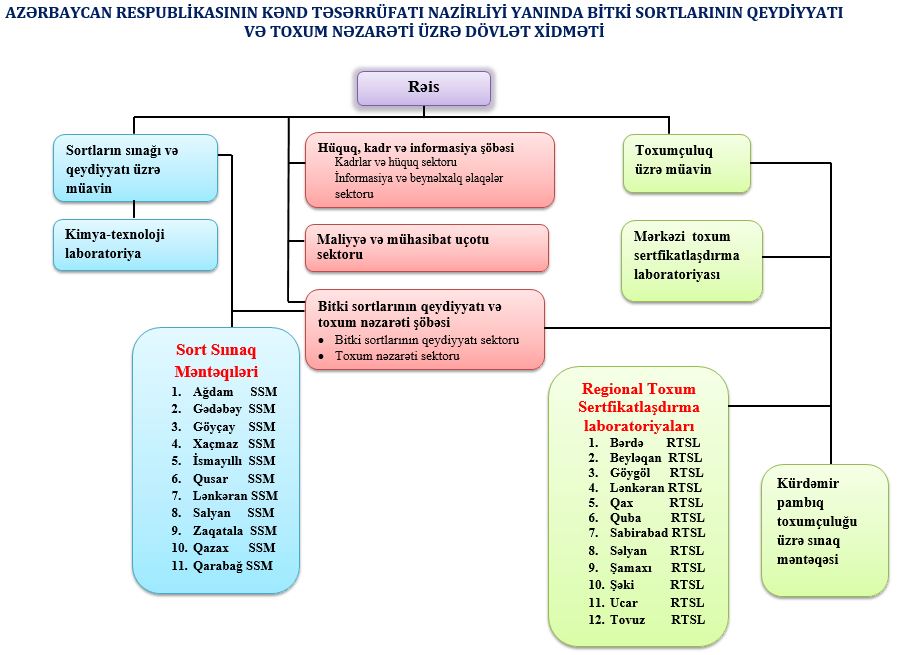 AZƏRBAYCAN RESPUBLİKASININ KƏND TƏSƏRRÜFATI NAZİRLİYİ YANINDA BİTKİ SORTLARININ QEYDİYYATI
VƏ TOXUM NƏZARƏTİ ÜZRƏ DÖVLƏT XİDMƏTİ
Rəis
Sortların sınağı və
qeydiyyatı üzrə
müavin
Kimya-texnoloji
laboratoriya
Hüquq, kadr və informasiya şöbəsi
Kadrlar və hüquq sektoru
İnformasiya və beynəlxalq əlaqələr
sektoru
Maliyyə və mühasibat uçotu
sektoru
Bitki sortlarının qeydiyyatı və
toxum nəzarəti şöbəsi
• Bitki sortlarının qeydiyyatı sektoru
• Toxum nəzarəti sektoru
Toxumçuluq
üzrə müavin
Mərkəzi toxum
sertfikatlaşdırma
laboratoriyası
Sort Sıınaq
Məntəqıləri
1. Ağdam SSM
2. Gədəbəy SSM
3. Göyçay SSM
4. Xaçmaz SSM
5. İsmayıllı SSM
6. Qusar SSM
7. Lənkəran SSM
8. Salyan SSM
9. Zaqatala SSM
10. Qazax SSM
11. Qarabağ SSM
Regional Toxum
Sertfikatlaşdırma
laboratoriyaları
1. Bərdə RTSL
2. Beyləqan RTSL
3. Göygöl RTSL
4. Lənkəran RTSL
5. Qax RTSL
6. Quba RTSL
7. Sabirabad RTSL
8. Səlyan RTSL
9. Şamaxı RTSL
10. Şəki RTSL
11. Ucar RTSL
12. Tovuz RTSL
Kürdəmir
pambıq
toxumçuluğu
üzrə sınaq
məntəqəsi